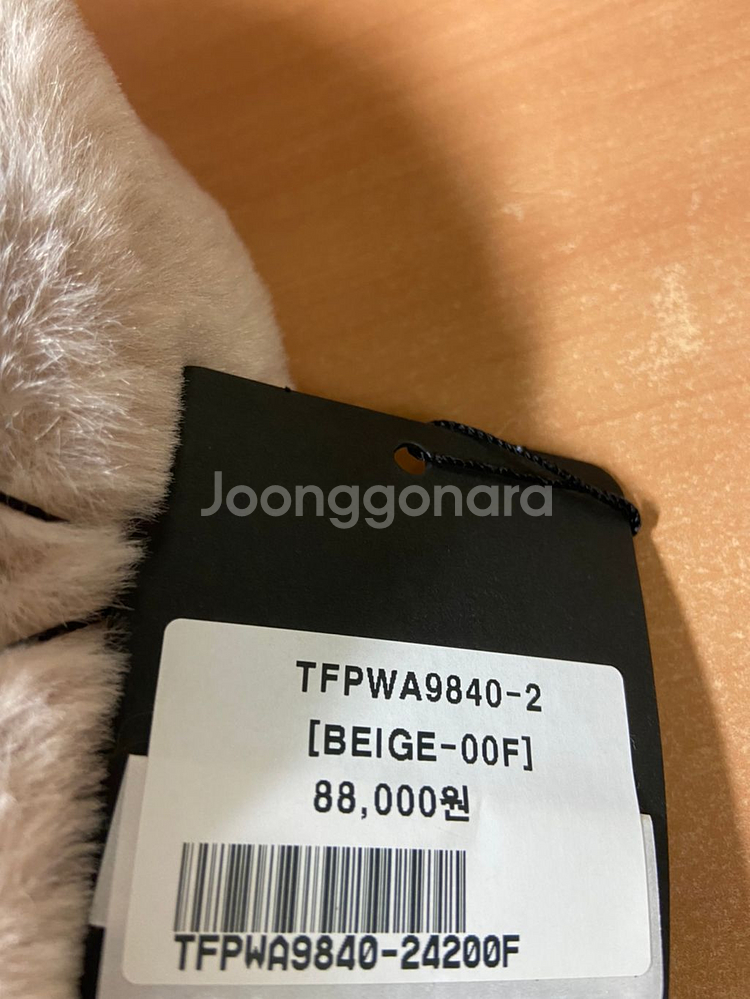 Joonggonara
TFPWA9840-2
[BEIGE-00F]
88,000원
TFPWA9840-24200F